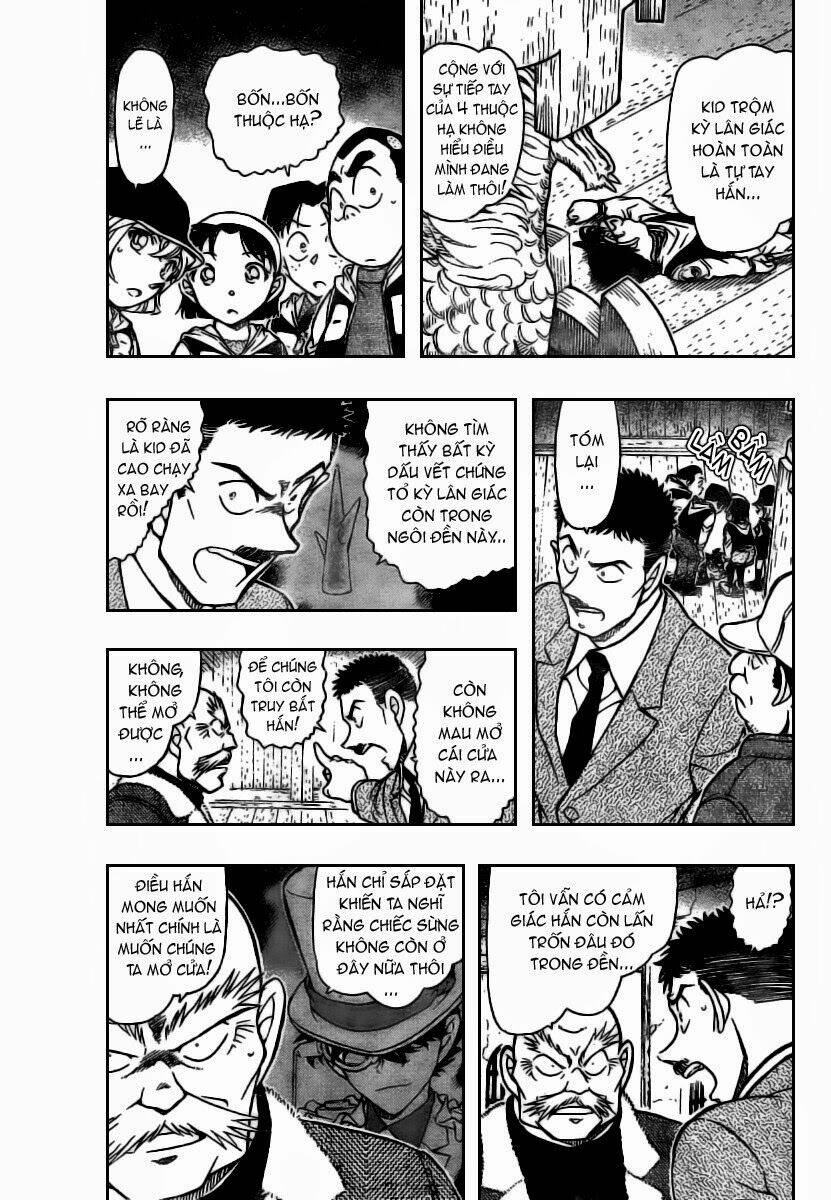 KID TRỘM
KỲ LÂN GIÁC
HOÀN TOÀN
LÀ TỰ TAY
HẮN...
CỘNG VỚI
SỰ TIẾP TAY
CỦA 4 THUỘC
HẠ KHÔNG
HIỂU ĐIỀU
MÌNH ĐANG
LÀM THÔI!
BỐN...BỐN
THUỘC HẠ?
KHÔNG
LẼ LÀ
...
TÓM
LẠI
...
LẦM
BẦM
KHÔNG TÌM
THẤY BẤT KỲ
DẤU VẾT CHỨNG
TỎ KỲ LÂN GIÁC
CÒN TRONG
NGÔI ĐỀN NÀY...
RÕ RÀNG
LÀ KID ĐÃ
CAO CHẠY
XA BAY
RỒI!
CÒN
KHÔNG
MAU MỞ
CÁI CỬA
NÀY RA...
ĐỂ CHÚNG
TÔI CÒN
TRUY BẮT
HẮN!
KHÔNG,
KHÔNG
THỂ MỞ
ĐƯỢC
...
HẢ!?
TÔI VẪN CÓ CẢM
GIÁC HẮN CÒN LẨN
TRỐN ĐÂU ĐÓ
TRONG ĐỀN...
HẮN CHỈ SẮP ĐẶT
KHIẾN TA NGHĨ
RẰNG CHIẾC SỪNG
KHÔNG CÒN Ở
ĐÂY NỮA THÔI
...
ĐIỀU HẮN
MONG MUỐN
NHẤT CHÍNH LÀ
MUỐN CHÚNG
TA MỞ CỬA!